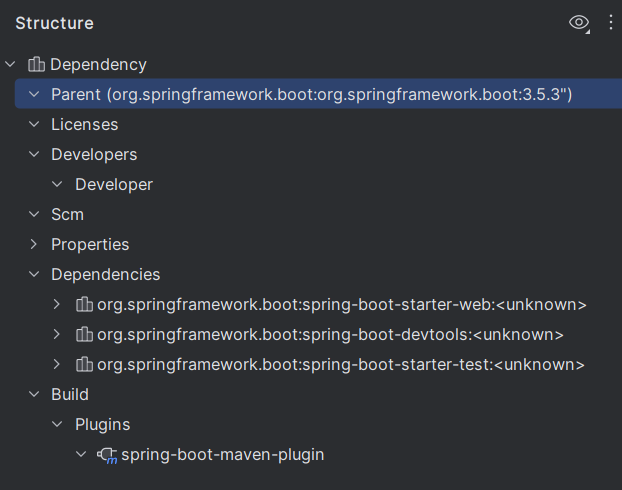 Structure
Dependency
Parent (org.springframework.boot:org.springframework.boot:3.5.3")
Licenses
Developers
Developer
Scm
Properties
Dependencies
org.springframework.boot:spring-boot-starter-web:<unknown>
org.springframework.boot:spring-boot-devtools:<unknown>
org.springframework.boot:spring-boot-starter-test:<unknown>
Build
Plugins
spring-boot-maven-plugin